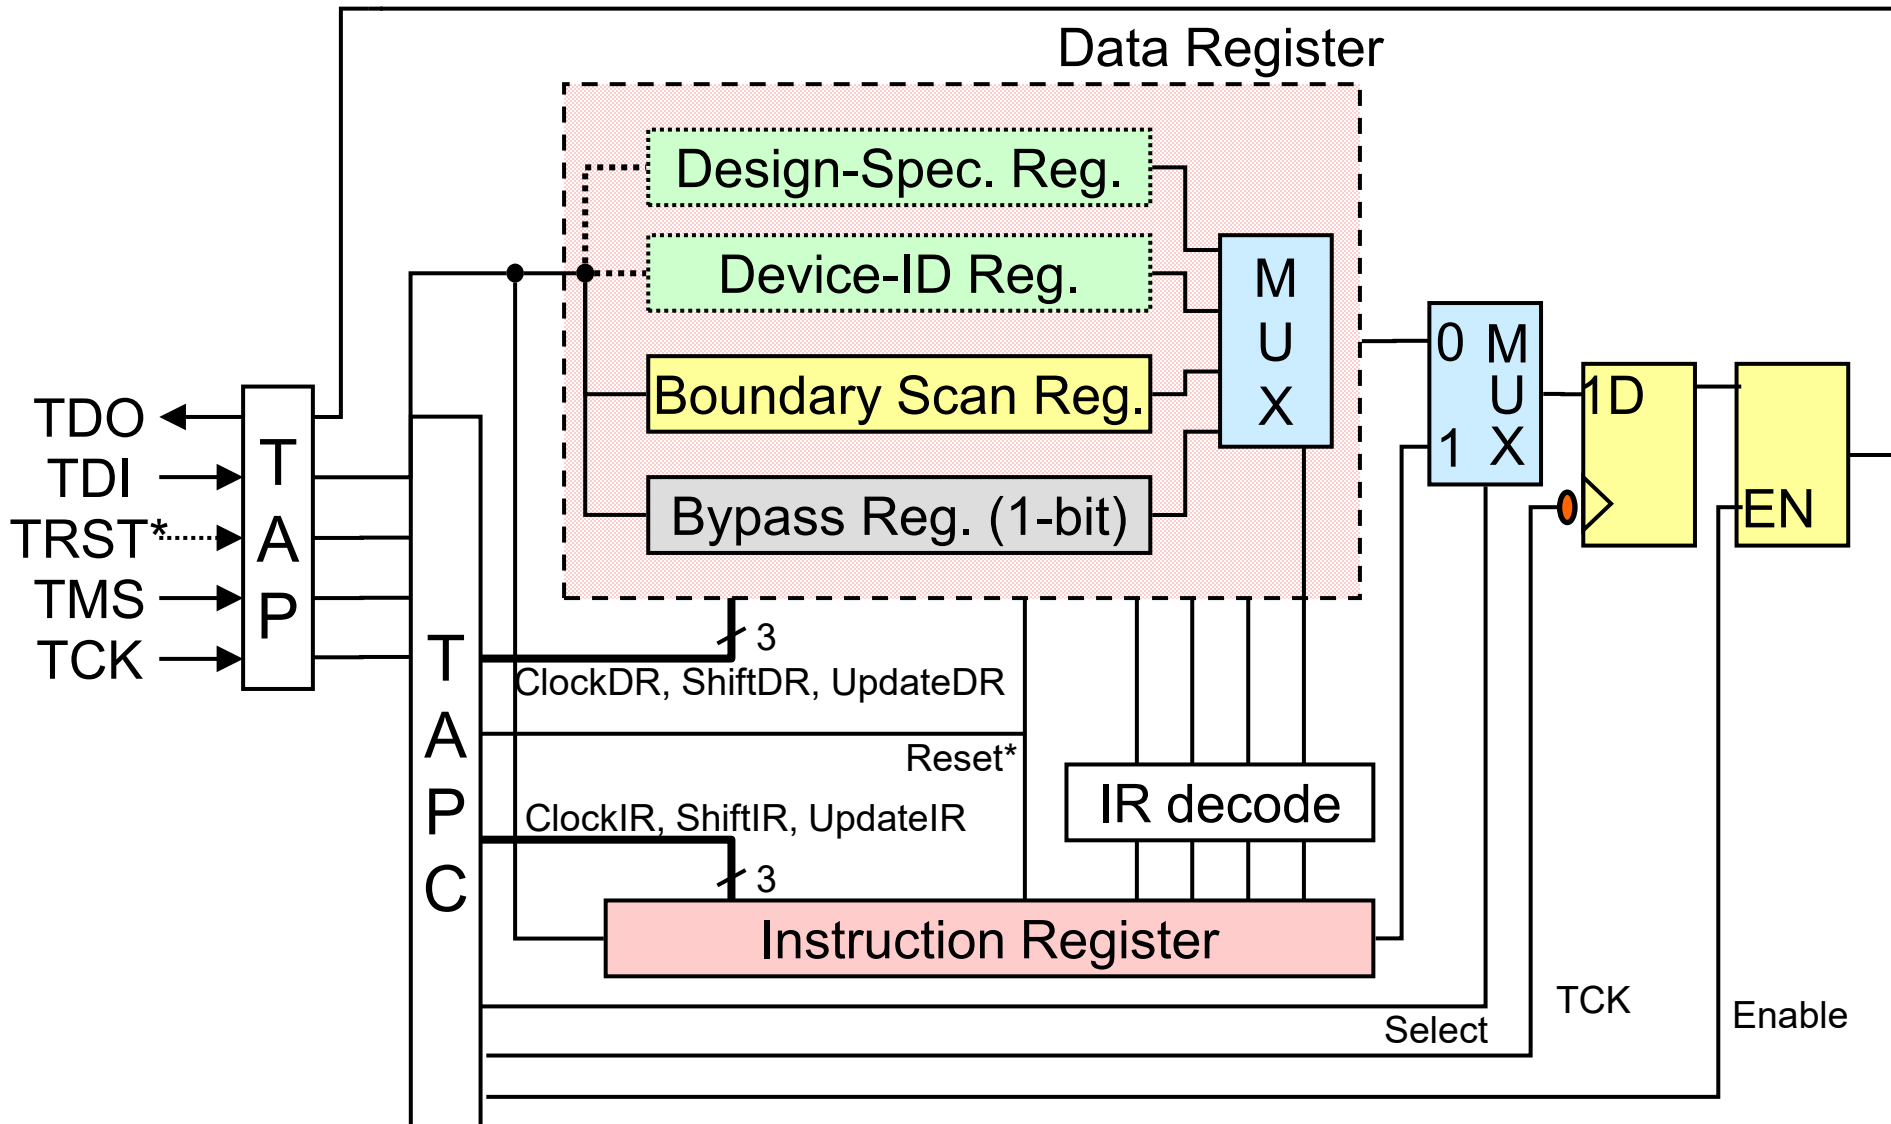 Data Register
Design-Spec. Reg.
Device-ID Reg.
Boundary Scan Reg.
Bypass Reg. (1-bit)
M
U
X
0
1
M
U
X
1D
EN
TDO
TDI
TRST*
TMS
TCK
T
A
P
T
A
P
C
3
ClockDR, ShiftDR, UpdateDR
Reset*
ClockIR, ShiftIR, UpdateIR
3
IR decode
Instruction Register
Select
TCK
Enable